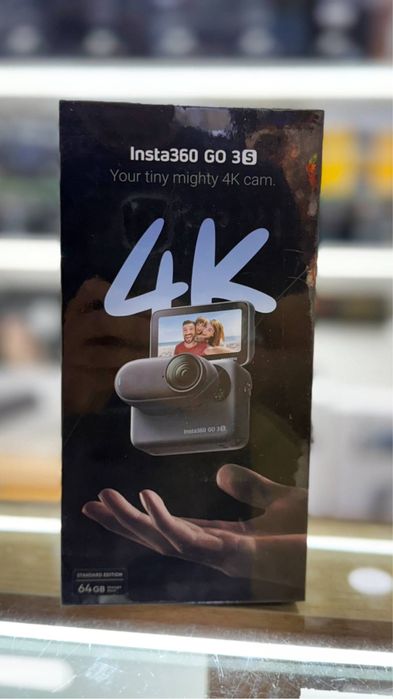 Insta360 GO 3S
Your tiny mighty 4K cam.
4K
Insta360 GO 3S
STANDARD EDITION
64GB